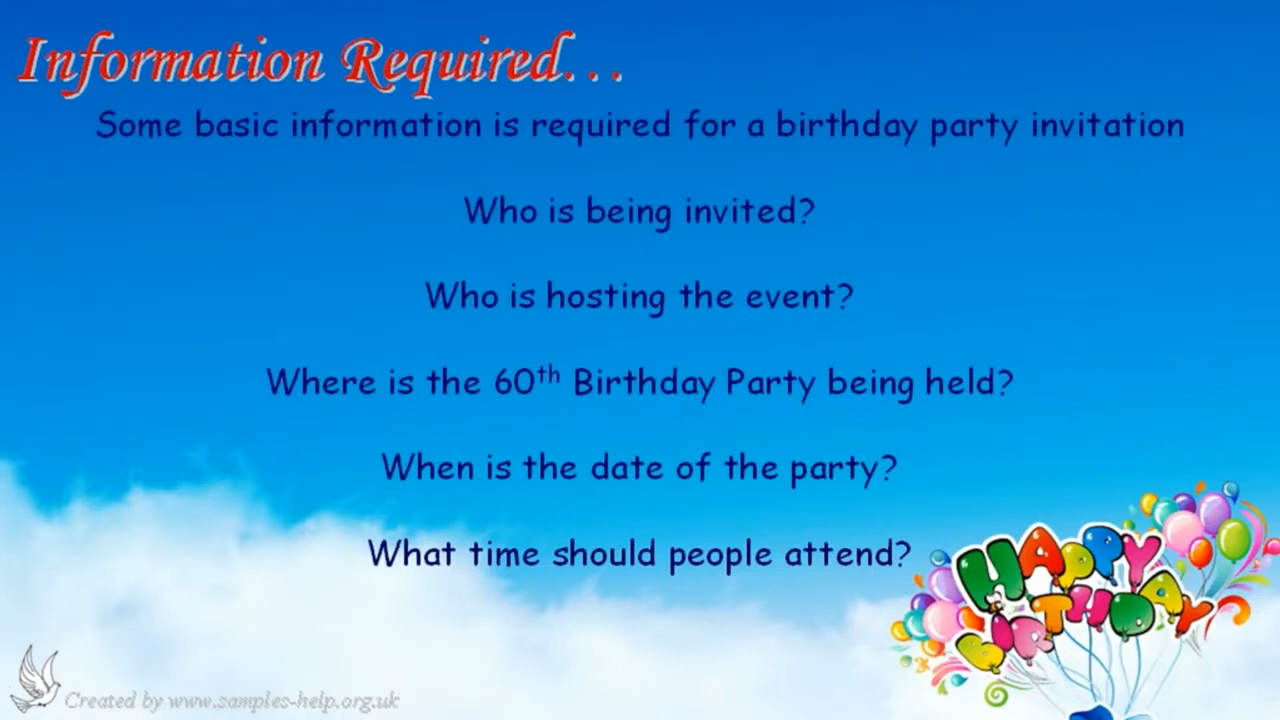 Information Required...
Some basic information is required for a birthday party invitation
Who is being invited?
Who is hosting the event?
Where is the 60th Birthday Party being held?
When is the date of the party?
What time should people attend?
HAPPY
BIRTHDAY
Created by www.samples-help.org.uk